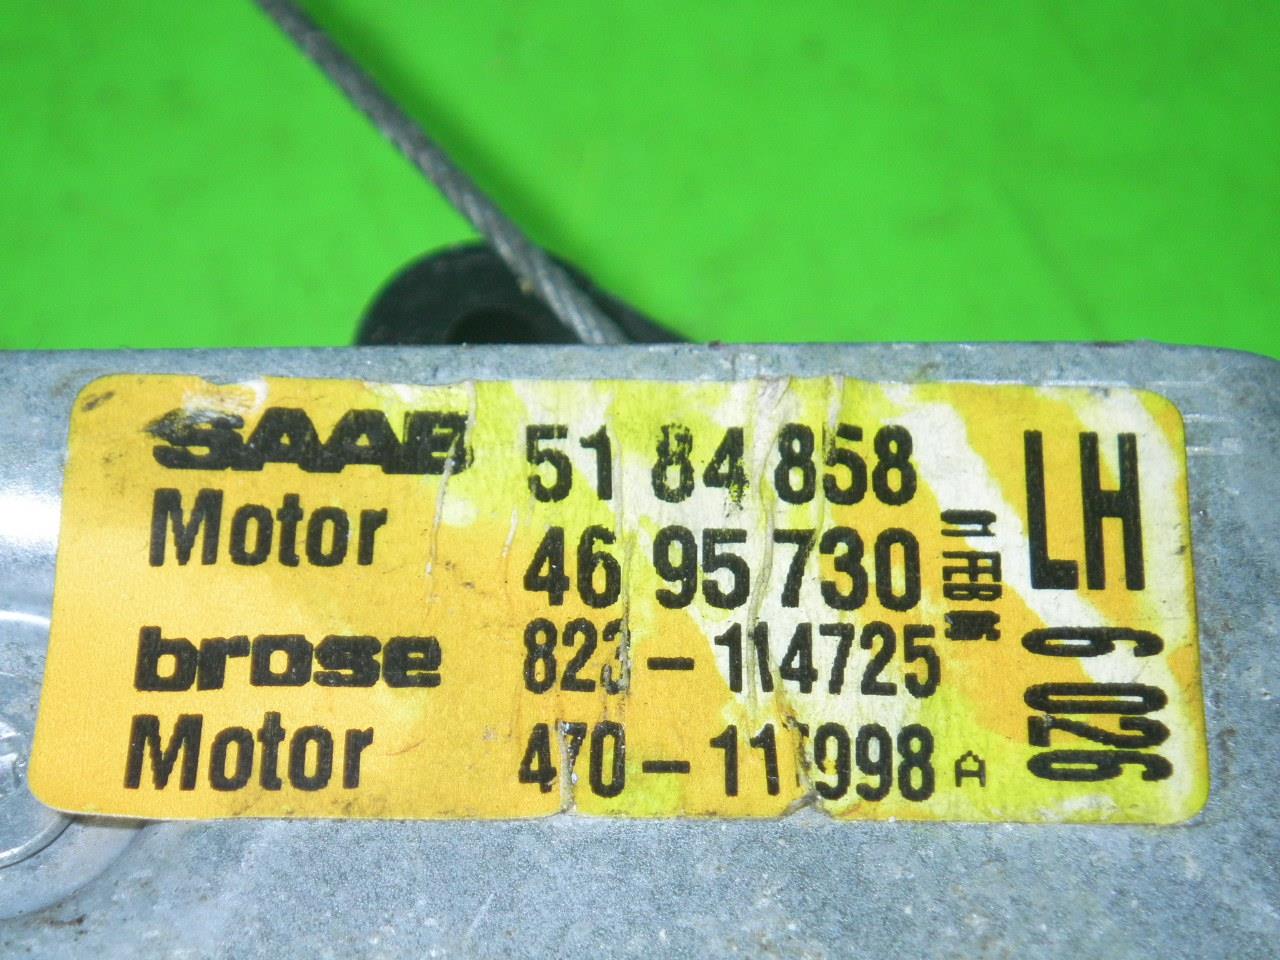 SAAB 51 84 858
Motor 46 95 730
brose 823-114725
Motor 470-11 998 A
LH
6 026